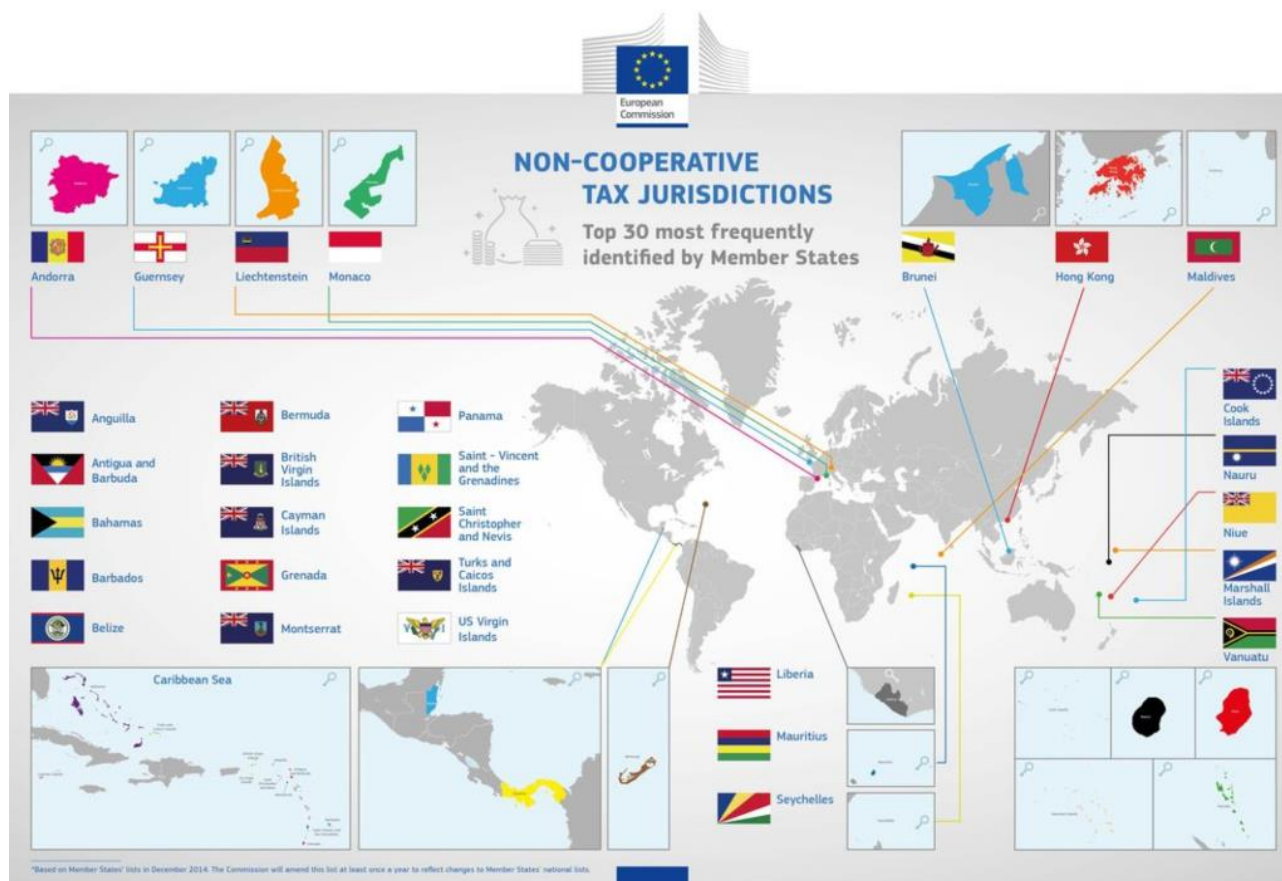 European
Commission
NON-COOPERATIVE
TAX JURISDICTIONS
Top 30 most frequently
identified by Member States
Andorra
Guernsey
Liechtenstein
Monaco
Brunei
Hong Kong
Maldives
Anguilla
Antigua and
Barbuda
Bahamas
Barbados
Belize
Bermuda
British
Virgin
Islands
Cayman
Islands
Grenada
Montserrat
Panama
Saint - Vincent
and the
Grenadines
Saint
Christopher
and Nevis
Turks and
Caicos
Islands
US Virgin
Islands
Cook
Islands
Nauru
Niue
Marshall
Islands
Vanuatu
Caribbean Sea
Liberia
Mauritius
Seychelles
*Based on Member States' lists in December 2014. The Commission will amend this list at least once a year to reflect changes to Member States' national lists.